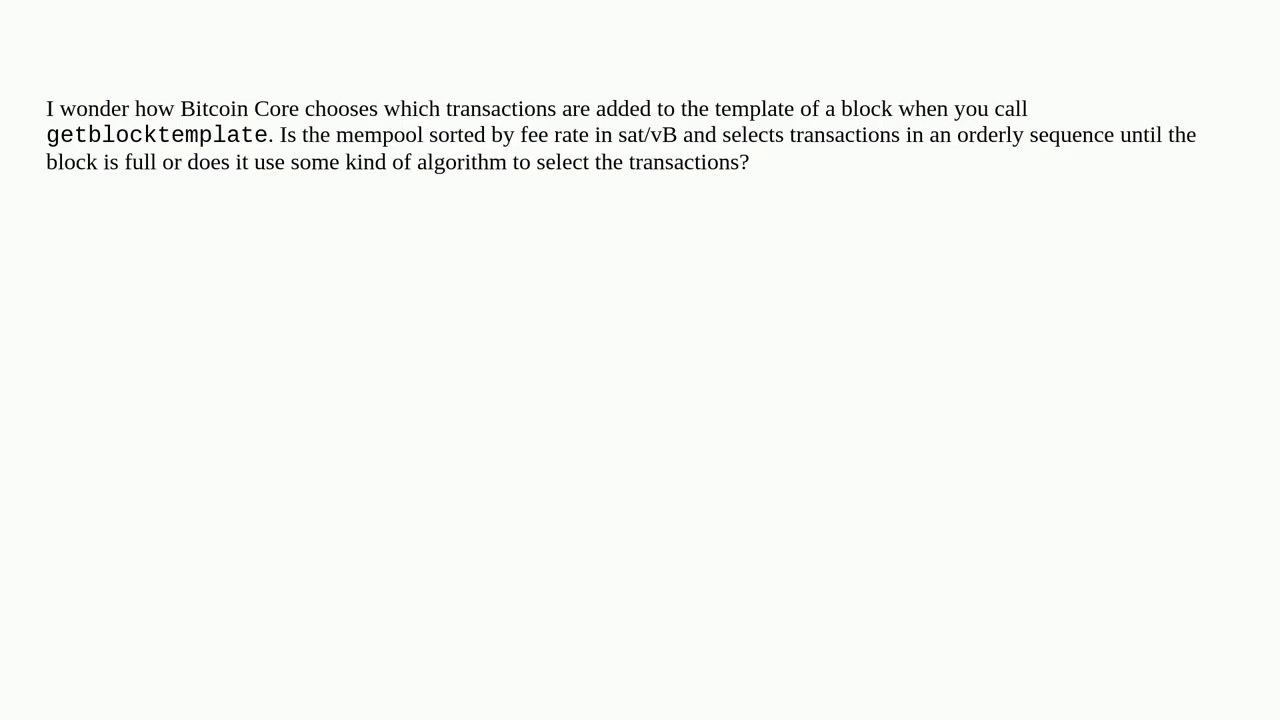 I wonder how Bitcoin Core chooses which transactions are added to the template of a block when you call
getblocktemplate. Is the mempool sorted by fee rate in sat/vB and selects transactions in an orderly sequence until the
block is full or does it use some kind of algorithm to select the transactions?